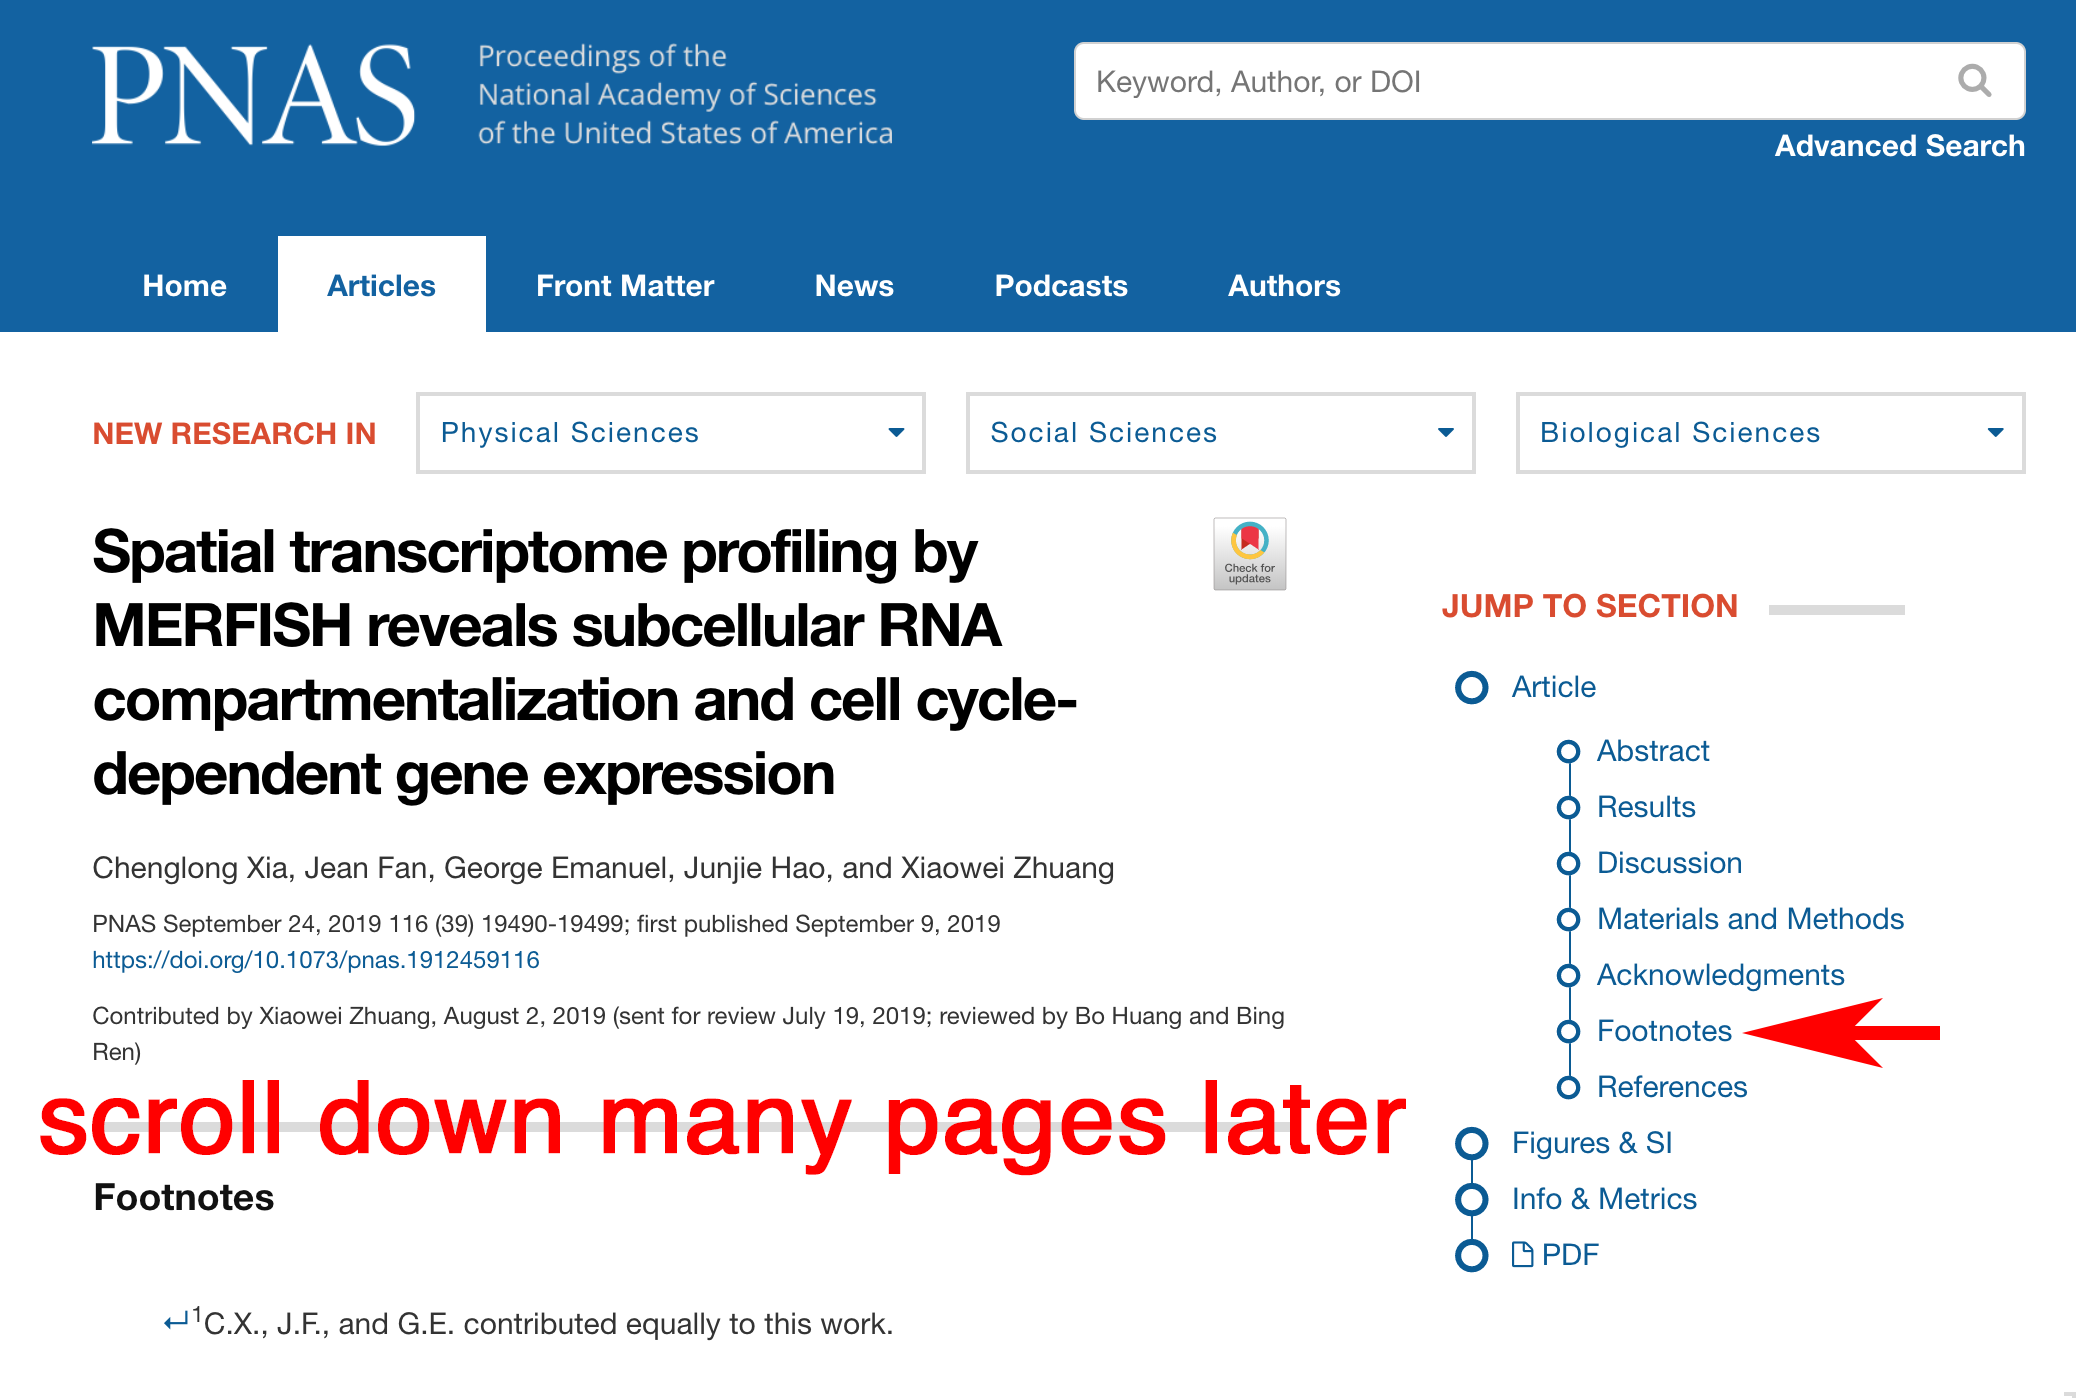 PNAS
Proceedings of the
National Academy of Sciences
of the United States of America
Keyword, Author, or DOI
Advanced Search
Home
Articles
Front Matter
News
Podcasts
Authors
NEW RESEARCH IN
Physical Sciences
Social Sciences
Biological Sciences
Spatial transcriptome profiling by
MERFISH reveals subcellular RNA
compartmentalization and cell cycle-
dependent gene expression
Check for
updates
Chenglong Xia, Jean Fan, George Emanuel, Junjie Hao, and Xiaowei Zhuang
PNAS September 24, 2019 116 (39) 19490-19499; first published September 9, 2019
https://doi.org/10.1073/pnas.1912459116
Contributed by Xiaowei Zhuang, August 2, 2019 (sent for review July 19, 2019; reviewed by Bo Huang and Bing
Ren)
scroll down many pages later
Footnotes
↵¹C.X., J.F., and G.E. contributed equally to this work.
JUMP TO SECTION
Article
Abstract
Results
Discussion
Materials and Methods
Acknowledgments
Footnotes
References
Figures & SI
Info & Metrics
PDF